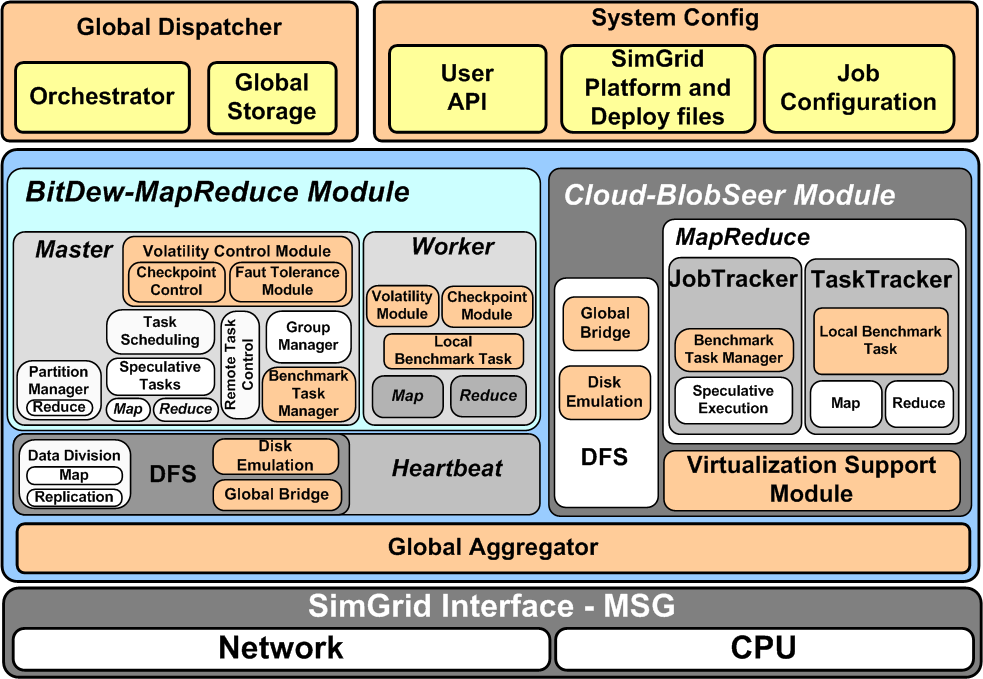 Global Dispatcher
Orchestrator
Global
Storage
System Config
User
API
SimGrid
Platform and
Deploy files
Job
Configuration
BitDew-MapReduce Module
Master
Volatility Control Module
Checkpoint
Control
Faut Tolerance
Module
Task
Scheduling
Speculative
Tasks
Map
Reduce
Remote Task
Control
Group
Manager
Benchmark
Task
Manager
Partition
Manager
Reduce
Worker
Volatility
Module
Checkpoint
Module
Local
Benchmark Task
Map
Reduce
Data Division
Map
Replication
DFS
Disk
Emulation
Global Bridge
Heartbeat
Cloud-BlobSeer Module
Global
Bridge
Disk
Emulation
DFS
MapReduce
JobTracker
Benchmark
Task Manager
Speculative
Execution
TaskTracker
Local Benchmark
Task
Map
Reduce
Virtualization Support
Module
Global Aggregator
SimGrid Interface - MSG
Network
CPU